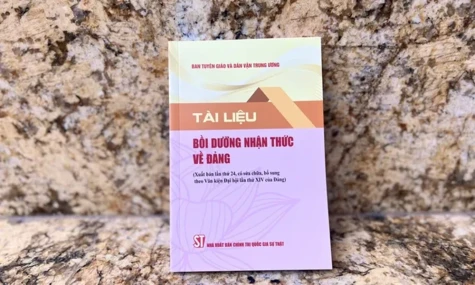 BAN TUYÊN GIÁO VÀ DÂN VẬN TRUNG ƯƠNG
TÀI LIỆU
BỒI DƯỠNG NHẬN THỨC
VỀ ĐẢNG
(Xuất bản lần thứ 24, có sửa chữa, bổ sung
theo Văn kiện Đại hội lần thứ XIV của Đảng)
ST NHÀ XUẤT BẢN CHÍNH TRỊ QUỐC GIA SỰ THẬT